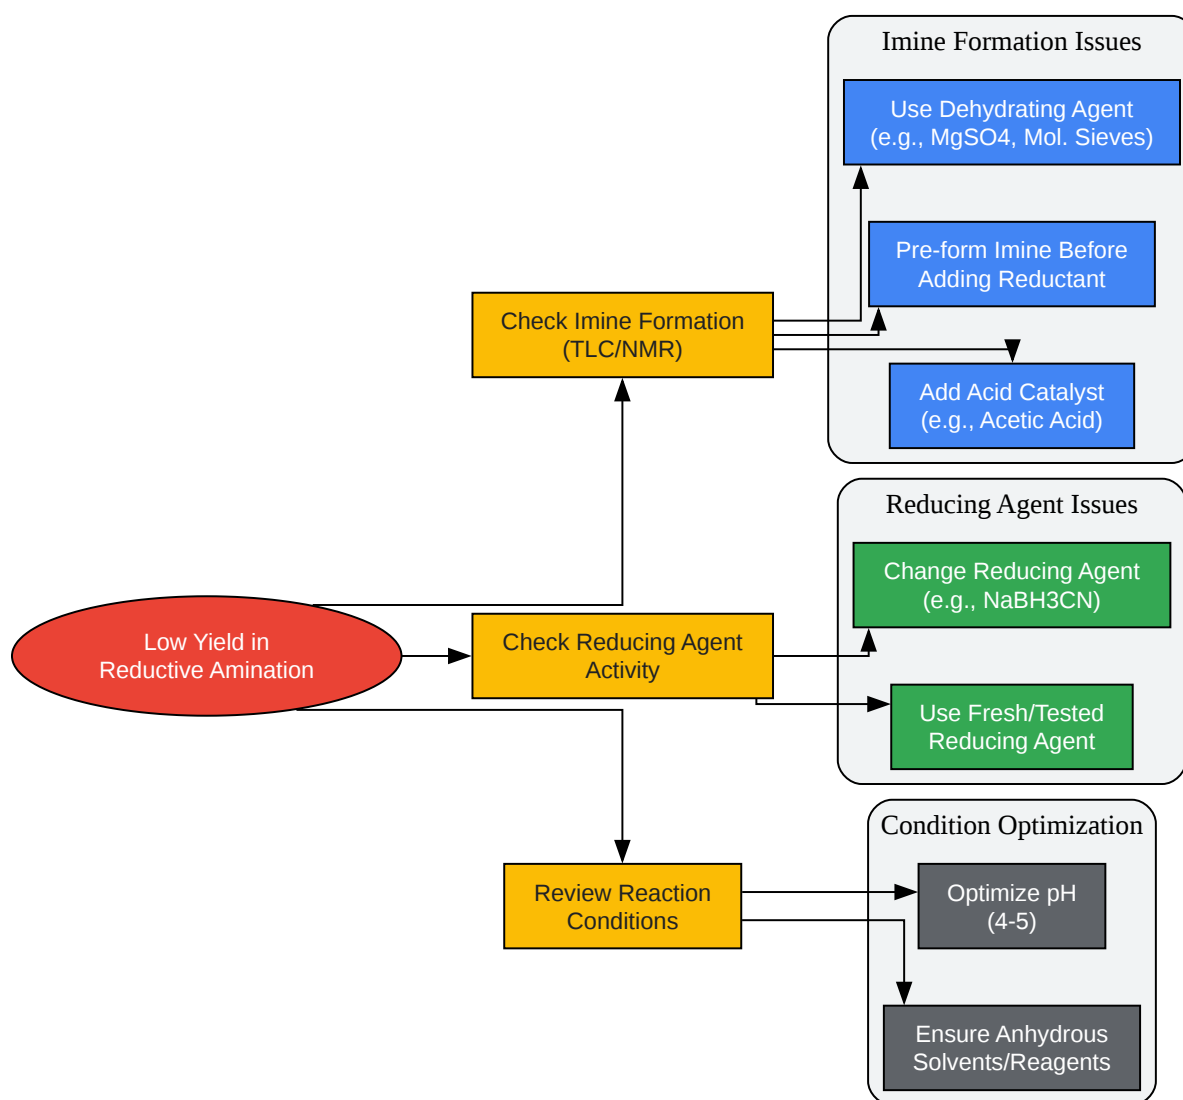 Imine Formation Issues
Use Dehydrating Agent
(e.g., MgSO4, Mol. Sieves)
Pre-form Imine Before
Adding Reductant
Check Imine Formation
(TLC/NMR)
Add Acid Catalyst
(e.g., Acetic Acid)
Reducing Agent Issues
Change Reducing Agent
(e.g., NaBH3CN)
Low Yield in
Reductive Amination
Check Reducing Agent
Activity
Use Fresh/Tested
Reducing Agent
Condition Optimization
Review Reaction
Conditions
Optimize pH
(4-5)
Ensure Anhydrous
Solvents/Reagents